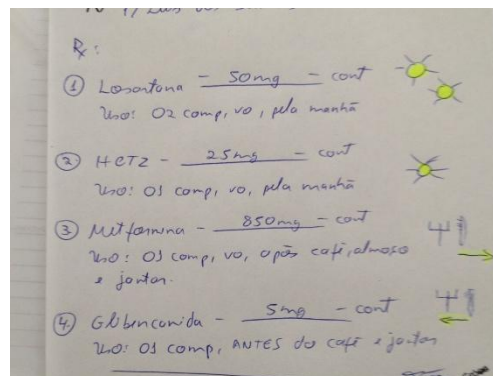 Rx:
① Losartana - 50mg - cont
Uso: 02 comp, vo, pela manhã
② HCTZ - 25mg - cont
Uso: 01 comp, vo, pela manhã
③ Metformina - 850mg - cont
Uso: 01 comp, vo, após café, almoço
e jantar.
④ Glibencamida - 5mg - cont
Uso: 01 comp, ANTES do café e jantar